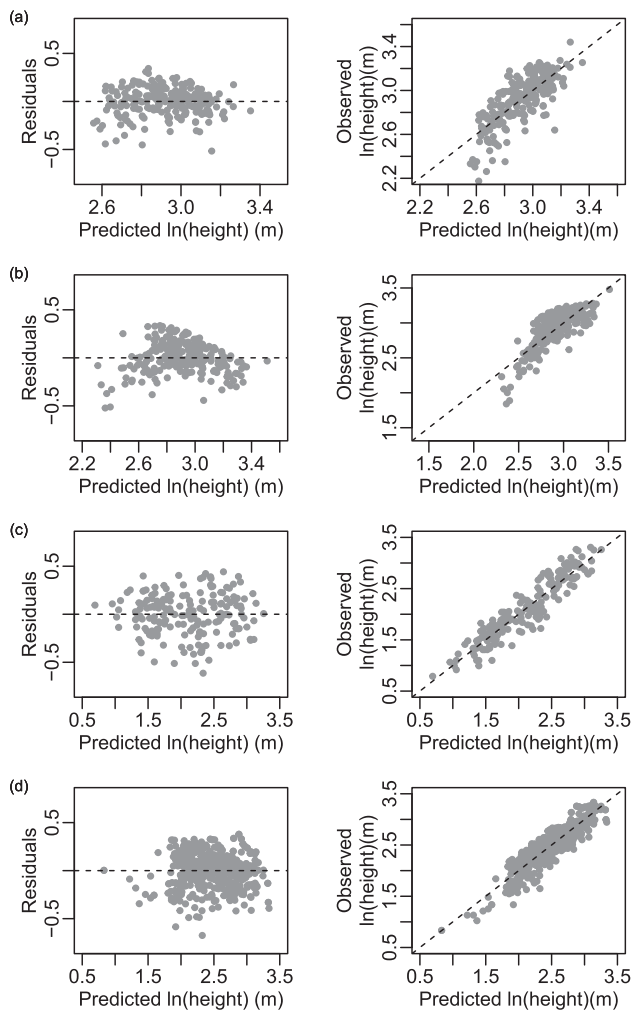 (a)
Residuals
0.5
−0.5
2.6 3.0 3.4
Predicted ln(height) (m)
Observed
ln(height)(m)
3.4
3.0
2.6
2.2
2.2 2.6 3.0 3.4
Predicted ln(height)(m)
(b)
Residuals
0.5
−0.5
2.2 2.6 3.0 3.4
Predicted ln(height) (m)
Observed
ln(height)(m)
3.5
2.5
1.5
1.5 2.0 2.5 3.0 3.5
Predicted ln(height)(m)
(c)
Residuals
0.5
−0.5
0.5 1.5 2.5 3.5
Predicted ln(height) (m)
Observed
ln(height)(m)
3.5
2.5
1.5
0.5
0.5 1.5 2.5 3.5
Predicted ln(height)(m)
(d)
Residuals
0.5
−0.5
0.5 1.5 2.5 3.5
Predicted ln(height)(m)
Observed
ln(height)(m)
3.5
2.5
1.5
0.5
0.5 1.5 2.5 3.5
Predicted ln(height)(m)